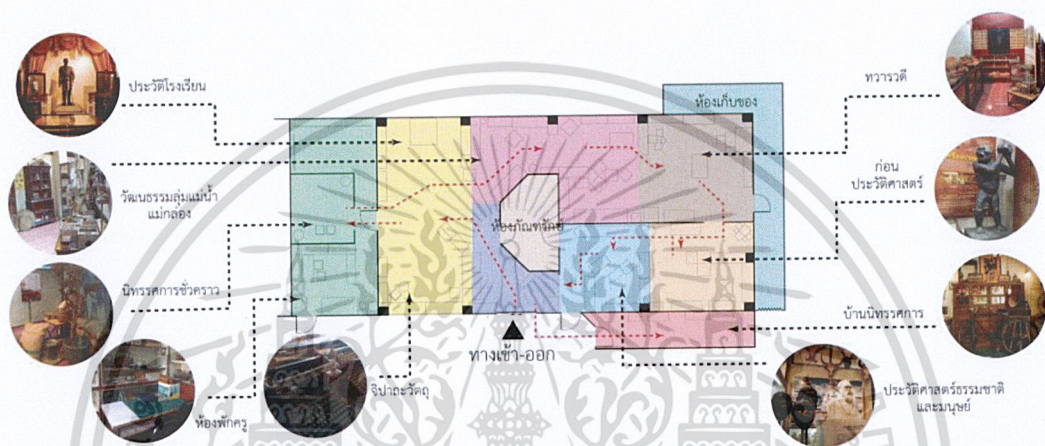 ประวัติโรงเรียน
ทวารวดี
ห้องเก็บของ
วัฒนธรรมลุ่มแม่น้ำ
แม่กลอง
ก่อน
ประวัติศาสตร์
ห้องภัณฑรักษ์
นิทรรศการชั่วคราว
บ้านนิทรรศการ
ทางเข้า-ออก
ห้องพักครู
จิปาถะวัตถุ
ประวัติศาสตร์ธรรมชาติ
และมนุษย์